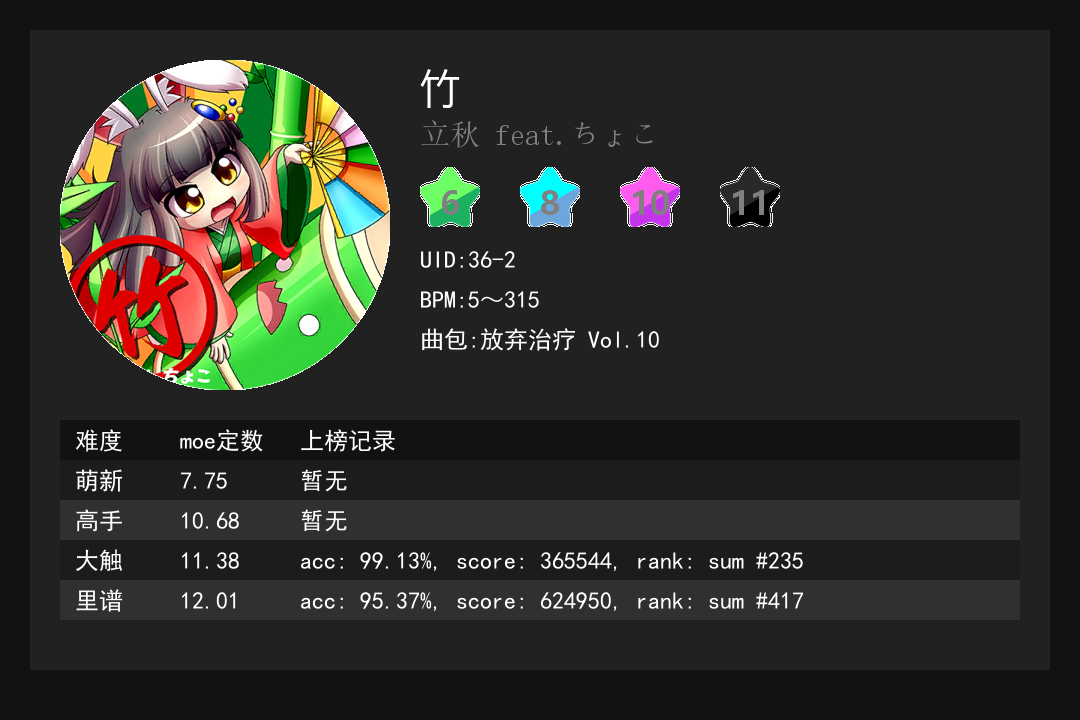 竹
立秋 feat.ちょこ
6 8 10 11
UID:36-2
BPM:5～315
曲包:放弃治疗 Vol.10
竹
ちょこ
难度 moe定数 上榜记录
萌新 7.75 暂无
高手 10.68 暂无
大触 11.38 acc: 99.13%, score: 365544, rank: sum #235
里谱 12.01 acc: 95.37%, score: 624950, rank: sum #417